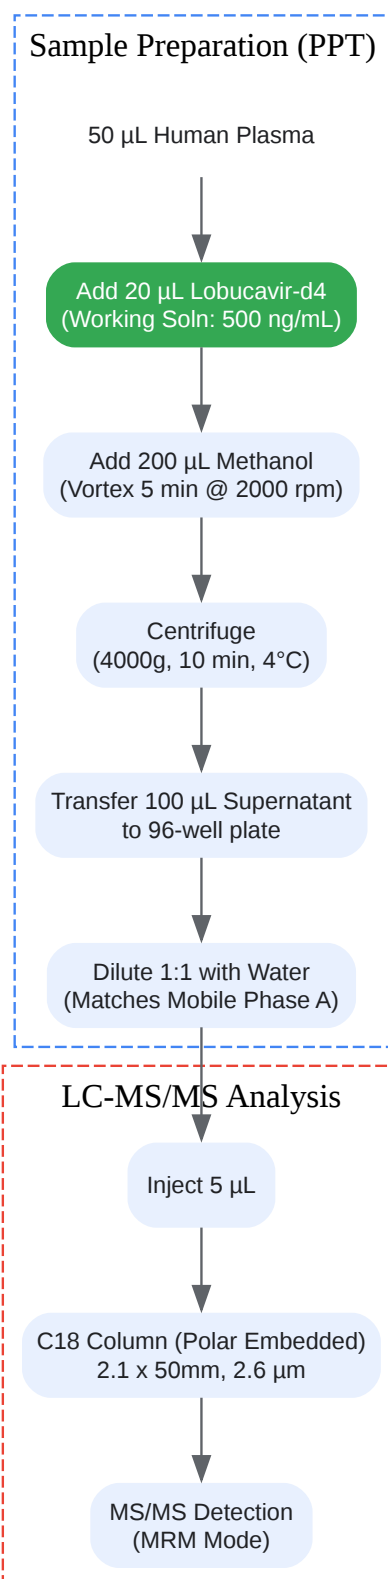 Sample Preparation (PPT)
50 µL Human Plasma
Add 20 µL Lobucavir-d4
(Working Soln: 500 ng/mL)
Add 200 µL Methanol
(Vortex 5 min @ 2000 rpm)
Centrifuge
(4000g, 10 min, 4°C)
Transfer 100 µL Supernatant
to 96-well plate
Dilute 1:1 with Water
(Matches Mobile Phase A)
LC-MS/MS Analysis
Inject 5 µL
C18 Column (Polar Embedded)
2.1 x 50mm, 2.6 µm
MS/MS Detection
(MRM Mode)